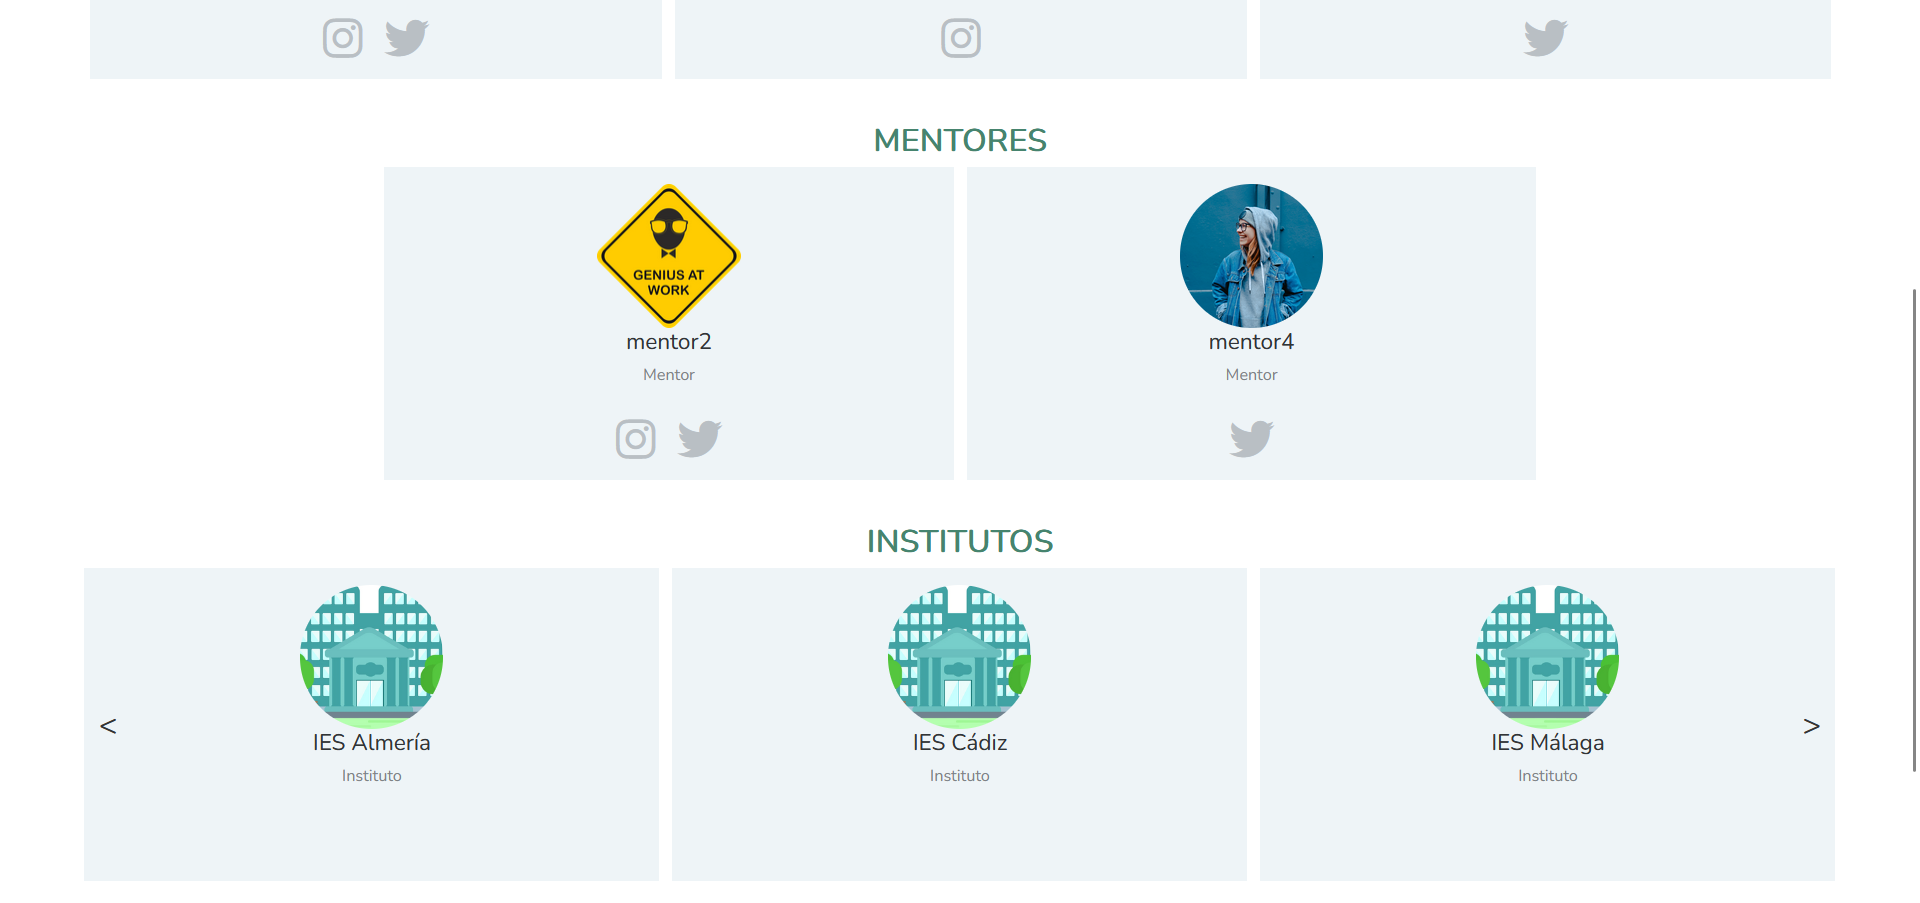 MENTORES
GENIUS AT
WORK
mentor2
Mentor
mentor4
Mentor
INSTITUTOS
<
IES Almería
Instituto
IES Cádiz
Instituto
IES Málaga
Instituto
>